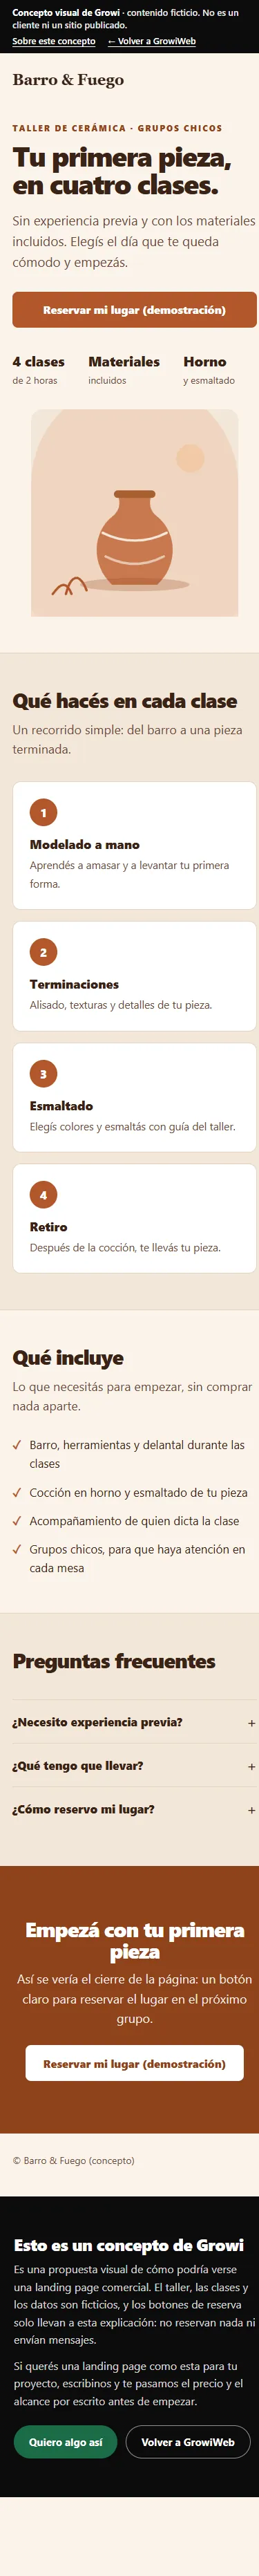 Concepto visual de Growi · contenido ficticio. No es un
cliente ni un sitio publicado.
Sobre este concepto ← Volver a GrowiWeb
Barro & Fuego
TALLER DE CERÁMICA · GRUPOS CHICOS
Tu primera pieza,
en cuatro clases.
Sin experiencia previa y con los materiales
incluidos. Elegís el día que te queda
cómodo y empezás.
Reservar mi lugar (demostración)
4 clases Materiales Horno
de 2 horas incluidos y esmaltado
Qué hacés en cada clase
Un recorrido simple: del barro a una pieza
terminada.
1
Modelado a mano
Aprendés a amasar y a levantar tu primera
forma.
2
Terminaciones
Alisado, texturas y detalles de tu pieza.
3
Esmaltado
Elegís colores y esmaltás con guía del taller.
4
Retiro
Después de la cocción, te llevás tu pieza.
Qué incluye
Lo que necesitás para empezar, sin comprar
nada aparte.
✓ Barro, herramientas y delantal durante las
clases
✓ Cocción en horno y esmaltado de tu pieza
✓ Acompañamiento de quien dicta la clase
✓ Grupos chicos, para que haya atención en
cada mesa
Preguntas frecuentes
¿Necesito experiencia previa? +
¿Qué tengo que llevar? +
¿Cómo reservo mi lugar? +
Empezá con tu primera
pieza
Así se vería el cierre de la página: un botón
claro para reservar el lugar en el próximo
grupo.
Reservar mi lugar (demostración)
© Barro & Fuego (concepto)
Esto es un concepto de Growi
Es una propuesta visual de cómo podría verse
una landing page comercial. El taller, las clases y
los datos son ficticios, y los botones de reserva
solo llevan a esta explicación: no reservan nada ni
envían mensajes.
Si querés una landing page como esta para tu
proyecto, escribinos y te pasamos el precio y el
alcance por escrito antes de empezar.
Quiero algo así Volver a GrowiWeb